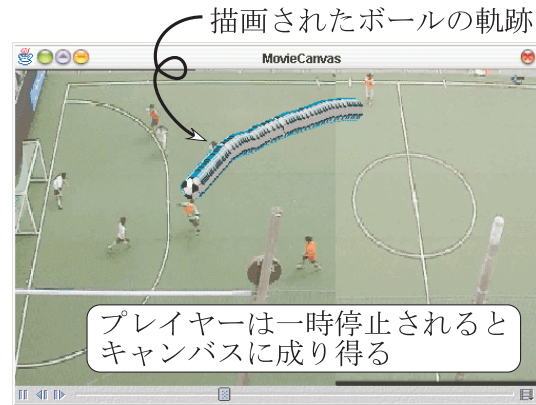 描画されたボールの軌跡
MovieCanvas
プレイヤーは一時停止されると
キャンバスに成り得る